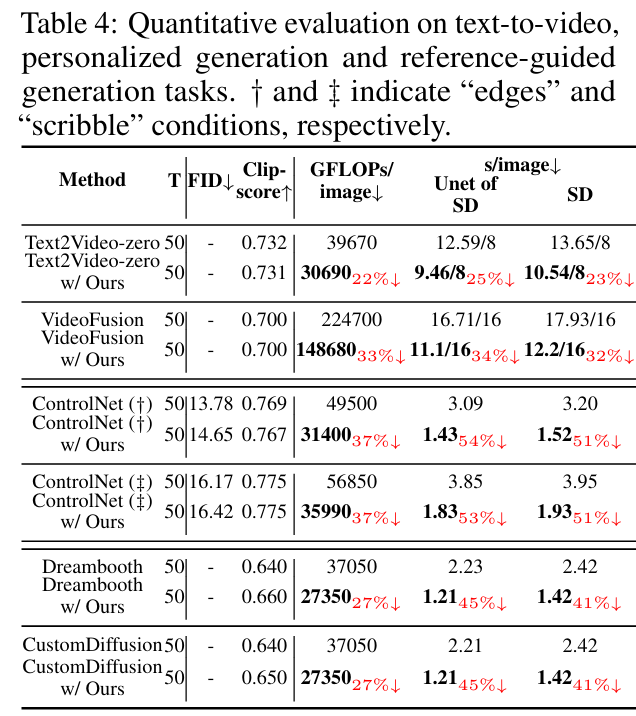 Table 4: Quantitative evaluation on text-to-video,
personalized generation and reference-guided
generation tasks. † and ‡ indicate “edges” and
“scribble” conditions, respectively.
Method T FID↓ Clip-score↑ GFLOPs/image↓ s/image↓
Unet of SD SD
Text2Video-zero 50 - 0.732 39670 12.59/8 13.65/8
Text2Video-zero w/ Ours 50 - 0.731 30690 22%↓ 9.46/8 25%↓ 10.54/8 23%↓
VideoFusion 50 - 0.700 224700 16.71/16 17.93/16
VideoFusion w/ Ours 50 - 0.700 148680 33%↓ 11.1/16 34%↓ 12.2/16 32%↓
ControlNet (†) 50 13.78 0.769 49500 3.09 3.20
ControlNet (†) w/ Ours 50 14.65 0.767 31400 37%↓ 1.43 54%↓ 1.52 51%↓
ControlNet (‡) 50 16.17 0.775 56850 3.85 3.95
ControlNet (‡) w/ Ours 50 16.42 0.775 35990 37%↓ 1.83 53%↓ 1.93 51%↓
Dreambooth 50 - 0.640 37050 2.23 2.42
Dreambooth w/ Ours 50 - 0.660 27350 27%↓ 1.21 45%↓ 1.42 41%↓
CustomDiffusion 50 - 0.640 37050 2.21 2.42
CustomDiffusion w/ Ours 50 - 0.650 27350 27%↓ 1.21 45%↓ 1.42 41%↓